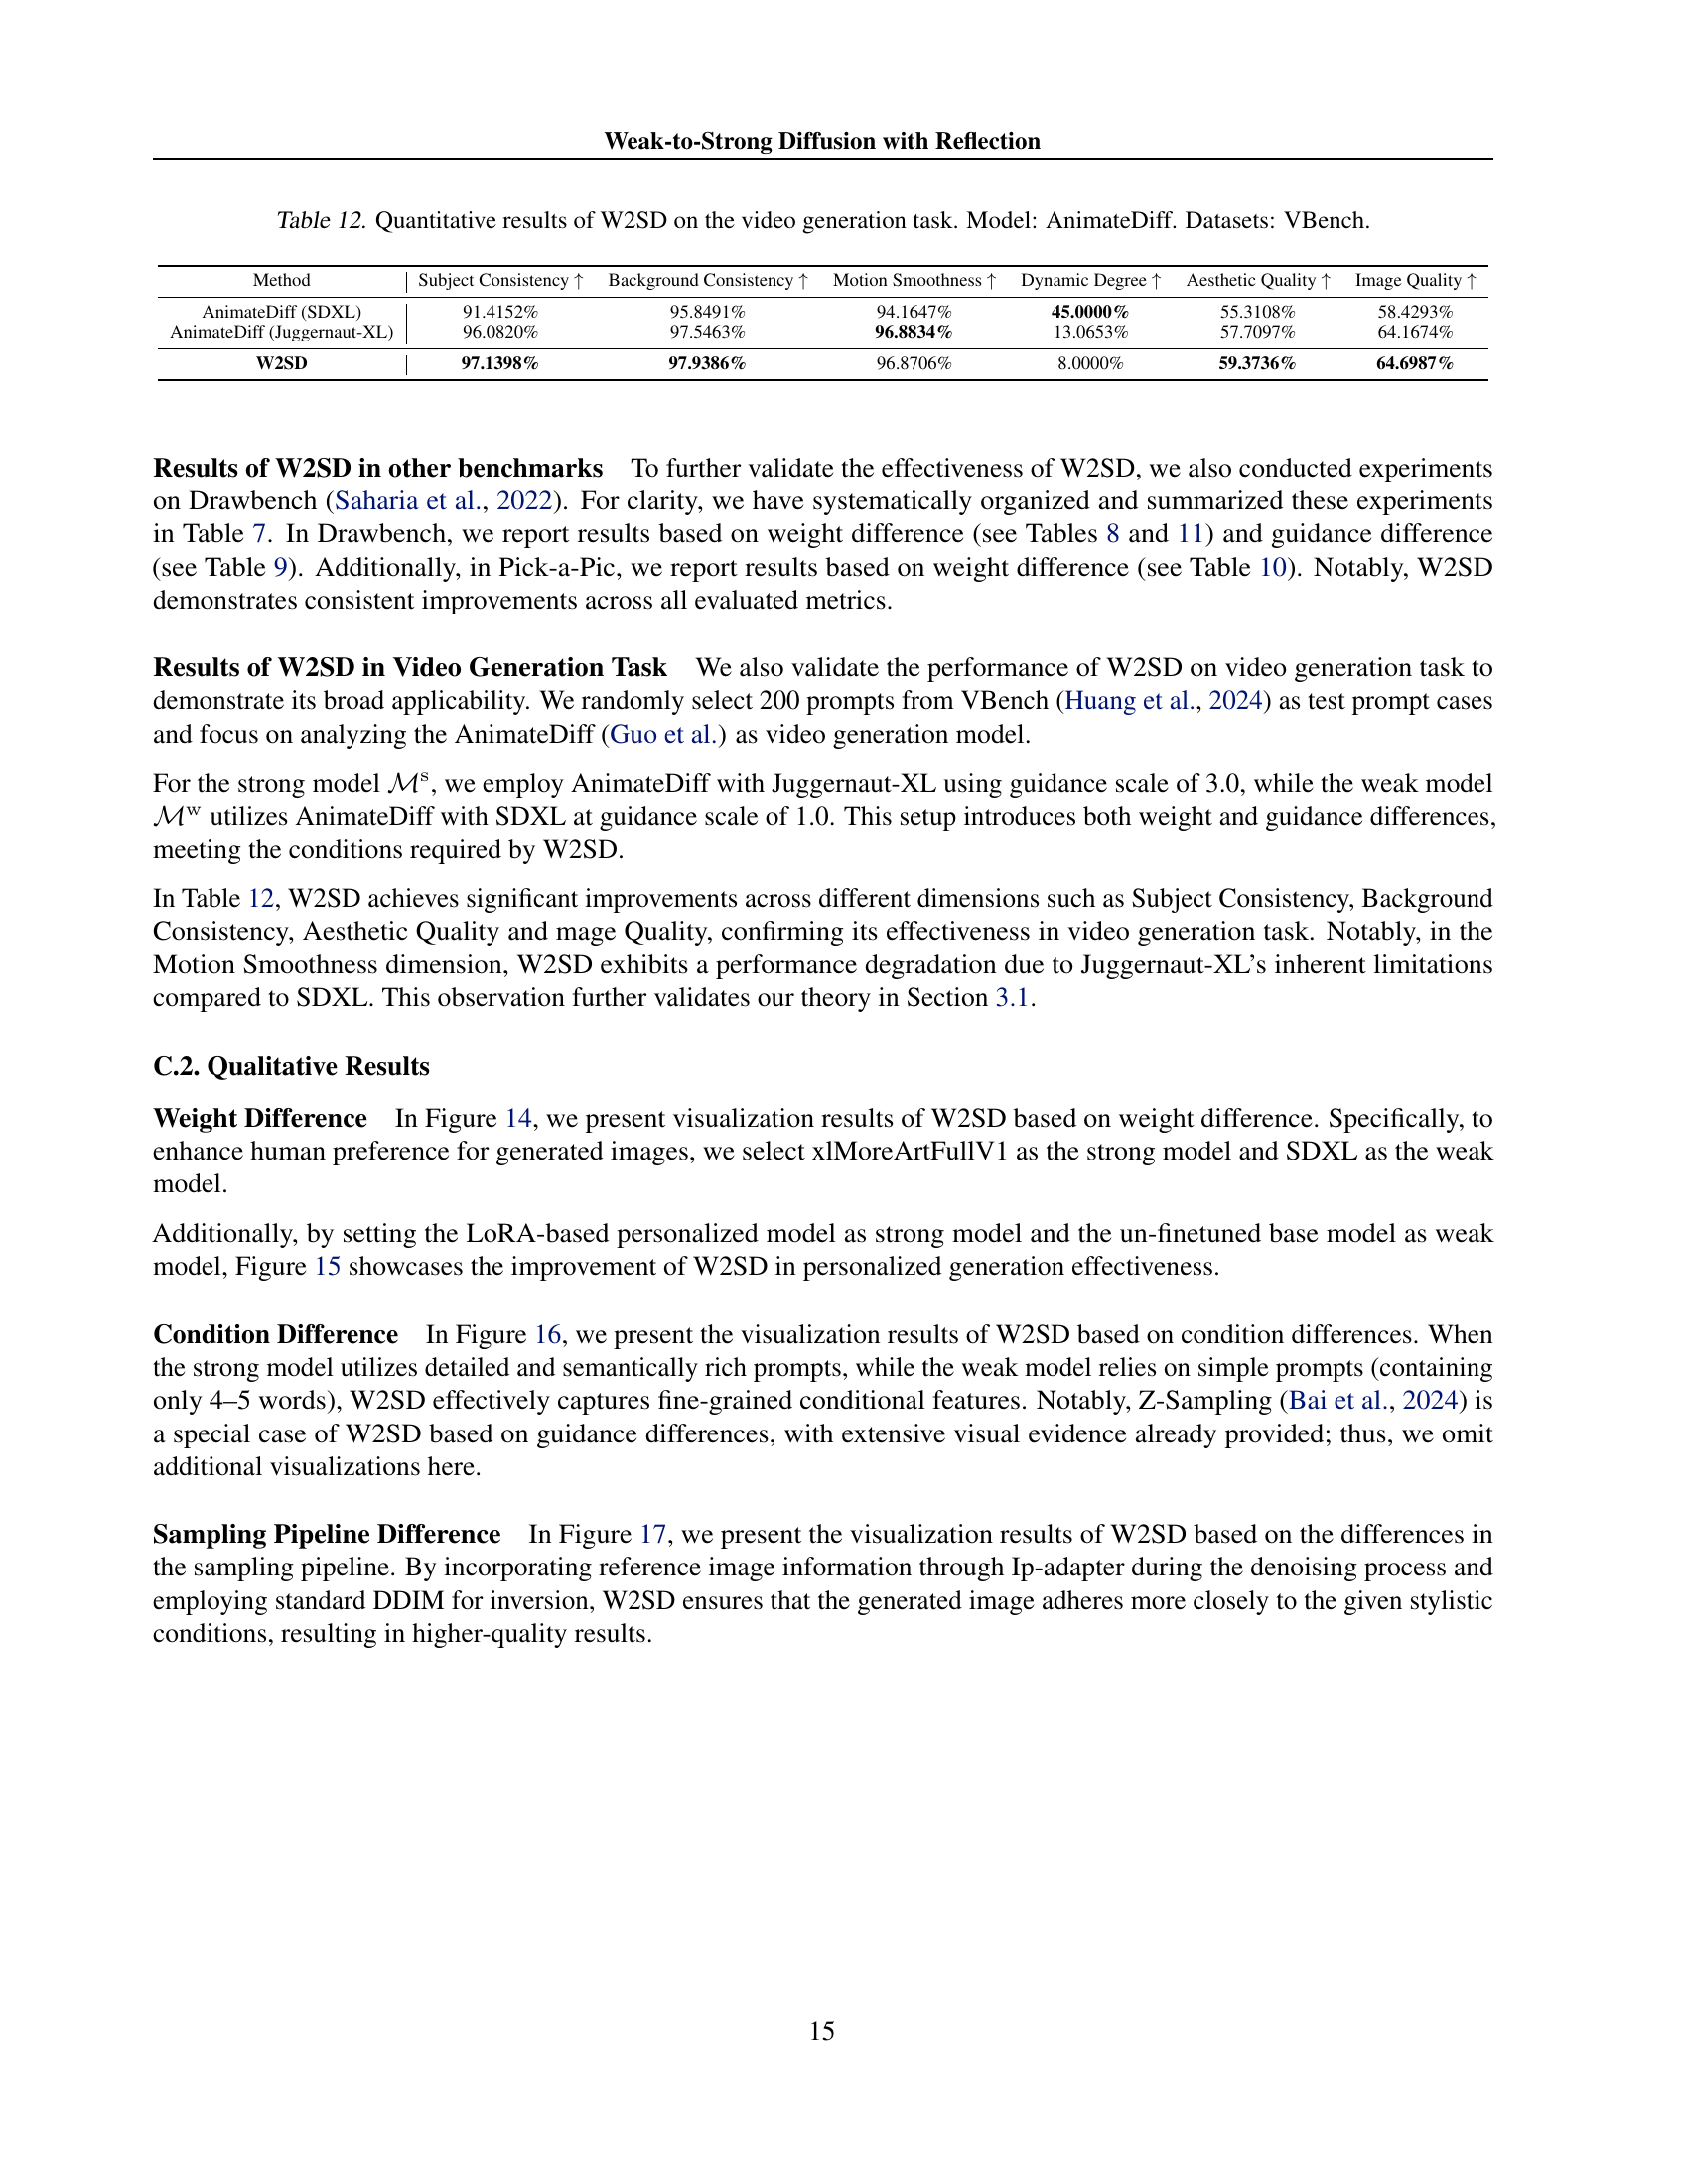 Weak-to-Strong Diffusion with Reflection
Table 12. Quantitative results of W2SD on the video generation task. Model: AnimateDiff. Datasets: VBench.
Method Subject Consistency ↑ Background Consistency ↑ Motion Smoothness ↑ Dynamic Degree ↑ Aesthetic Quality ↑ Image Quality ↑
AnimateDiff (SDXL) 91.4152% 95.8491% 94.1647% 45.0000% 55.3108% 58.4293%
AnimateDiff (Juggernaut-XL) 96.0820% 97.5463% 96.8834% 13.0653% 57.7097% 64.1674%
W2SD 97.1398% 97.9386% 96.8706% 8.0000% 59.3736% 64.6987%
Results of W2SD in other benchmarks To further validate the effectiveness of W2SD, we also conducted experiments
on Drawbench (Saharia et al., 2022). For clarity, we have systematically organized and summarized these experiments
in Table 7. In Drawbench, we report results based on weight difference (see Tables 8 and 11) and guidance difference
(see Table 9). Additionally, in Pick-a-Pic, we report results based on weight difference (see Table 10). Notably, W2SD
demonstrates consistent improvements across all evaluated metrics.
Results of W2SD in Video Generation Task We also validate the performance of W2SD on video generation task to
demonstrate its broad applicability. We randomly select 200 prompts from VBench (Huang et al., 2024) as test prompt cases
and focus on analyzing the AnimateDiff (Guo et al.) as video generation model.
For the strong model ℳˢ, we employ AnimateDiff with Juggernaut-XL using guidance scale of 3.0, while the weak model
ℳʷ utilizes AnimateDiff with SDXL at guidance scale of 1.0. This setup introduces both weight and guidance differences,
meeting the conditions required by W2SD.
In Table 12, W2SD achieves significant improvements across different dimensions such as Subject Consistency, Background
Consistency, Aesthetic Quality and mage Quality, confirming its effectiveness in video generation task. Notably, in the
Motion Smoothness dimension, W2SD exhibits a performance degradation due to Juggernaut-XL's inherent limitations
compared to SDXL. This observation further validates our theory in Section 3.1.
C.2. Qualitative Results
Weight Difference In Figure 14, we present visualization results of W2SD based on weight difference. Specifically, to
enhance human preference for generated images, we select xlMoreArtFullV1 as the strong model and SDXL as the weak
model.
Additionally, by setting the LoRA-based personalized model as strong model and the un-finetuned base model as weak
model, Figure 15 showcases the improvement of W2SD in personalized generation effectiveness.
Condition Difference In Figure 16, we present the visualization results of W2SD based on condition differences. When
the strong model utilizes detailed and semantically rich prompts, while the weak model relies on simple prompts (containing
only 4–5 words), W2SD effectively captures fine-grained conditional features. Notably, Z-Sampling (Bai et al., 2024) is
a special case of W2SD based on guidance differences, with extensive visual evidence already provided; thus, we omit
additional visualizations here.
Sampling Pipeline Difference In Figure 17, we present the visualization results of W2SD based on the differences in
the sampling pipeline. By incorporating reference image information through Ip-adapter during the denoising process and
employing standard DDIM for inversion, W2SD ensures that the generated image adheres more closely to the given stylistic
conditions, resulting in higher-quality results.
15